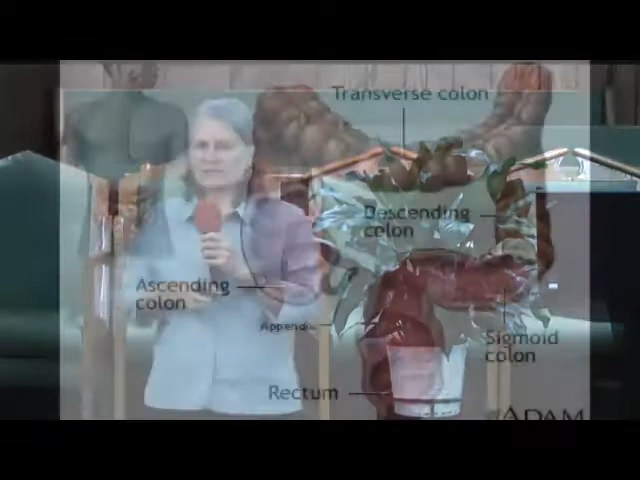 Transverse colon
Descending
colon
Ascending
colon
Appendix
Sigmoid
colon
Rectum
ADAM